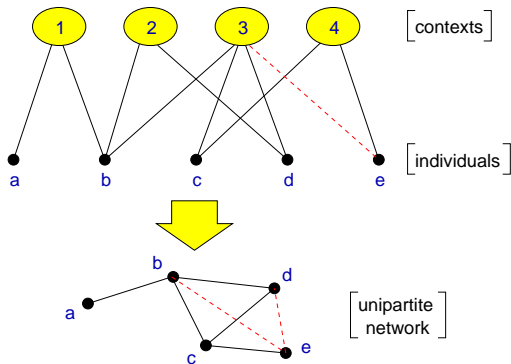 1 2 3 4 contexts
a b c d e individuals
b
d
a
c
e
unipartite
network